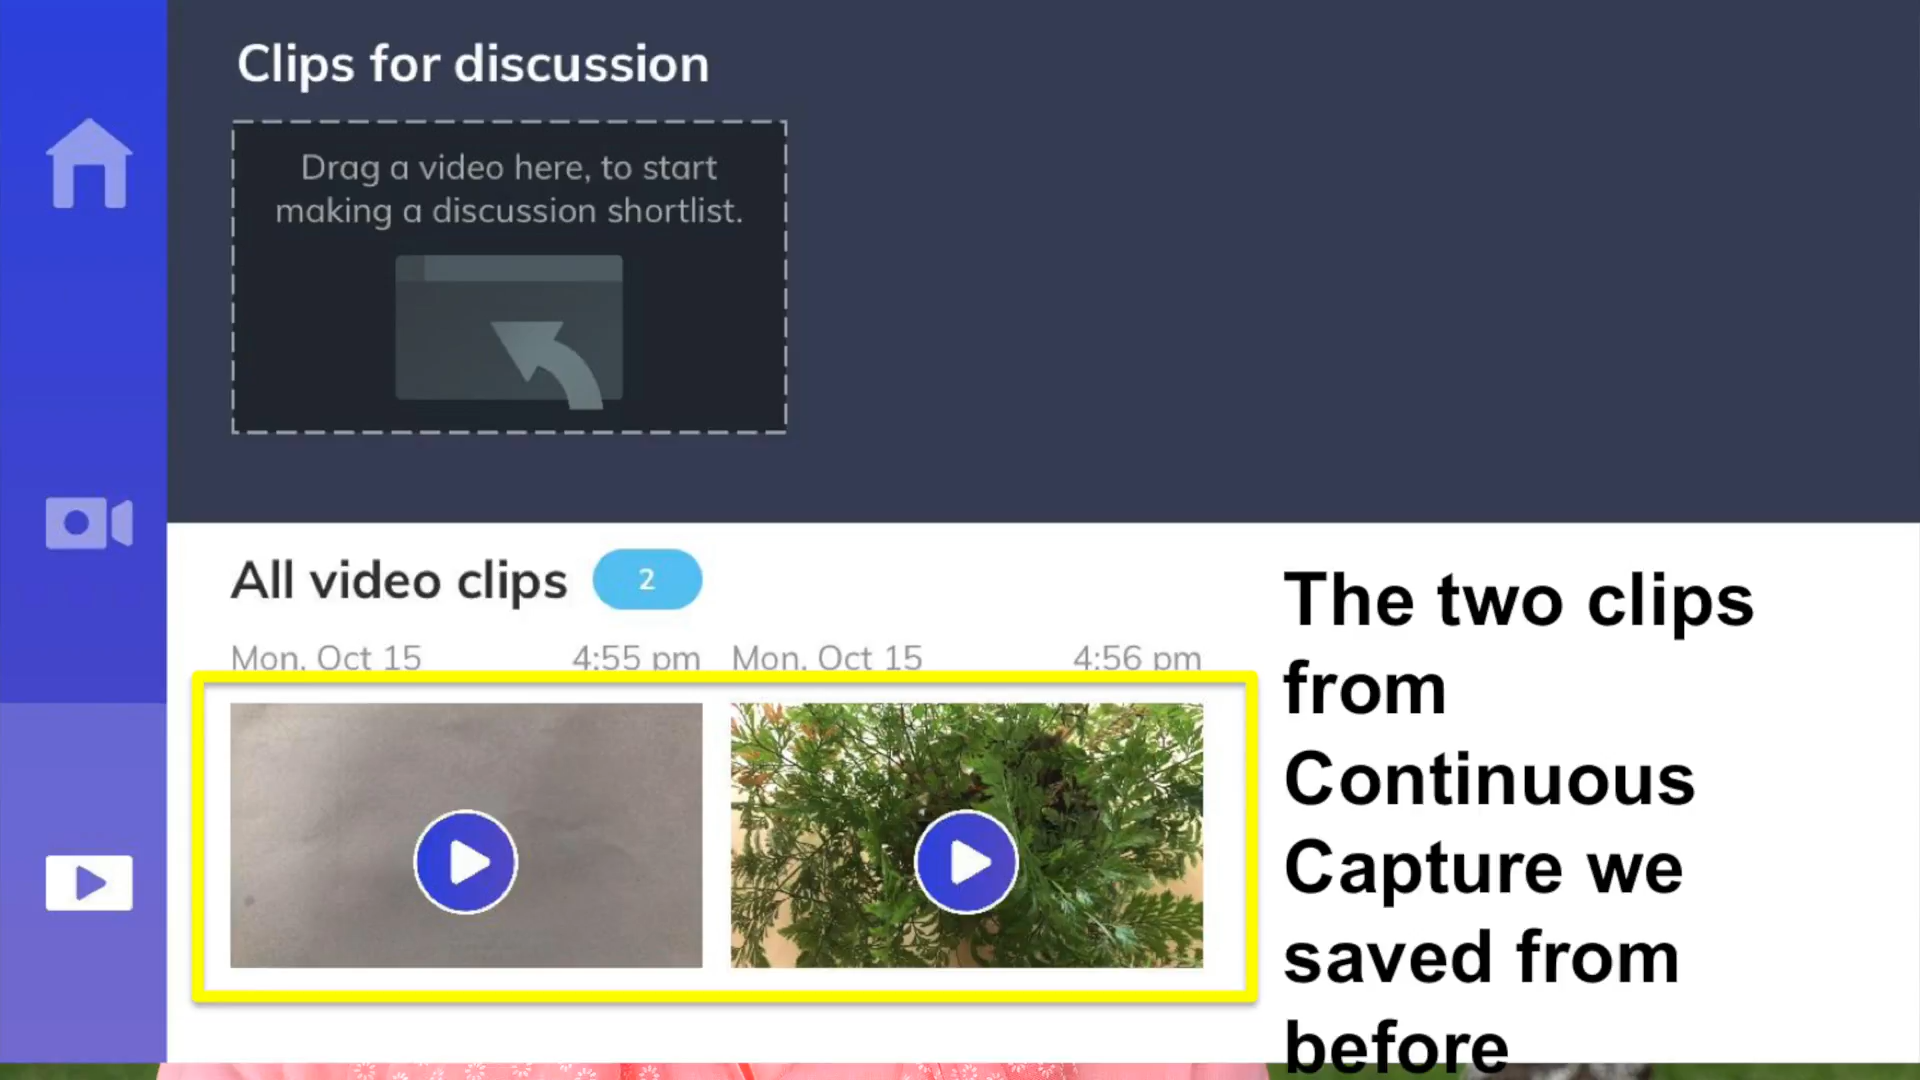 Clips for discussion
Drag a video here, to start
making a discussion shortlist.
All video clips 2
Mon. Oct 15 4:55 pm Mon. Oct 15 4:56 pm
The two clips
from
Continuous
Capture we
saved from
before